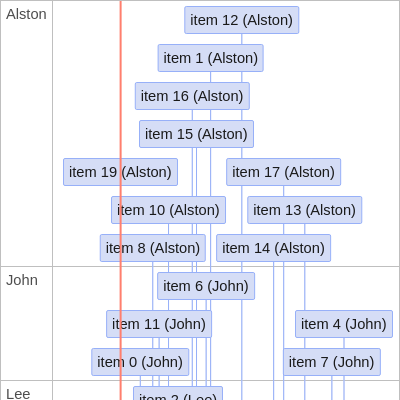 Alston
item 12 (Alston)
item 1 (Alston)
item 16 (Alston)
item 15 (Alston)
item 19 (Alston)
item 17 (Alston)
item 10 (Alston)
item 13 (Alston)
item 8 (Alston)
item 14 (Alston)
John
item 6 (John)
item 11 (John)
item 4 (John)
item 0 (John)
item 7 (John)
Lee
item 2 (Lee)